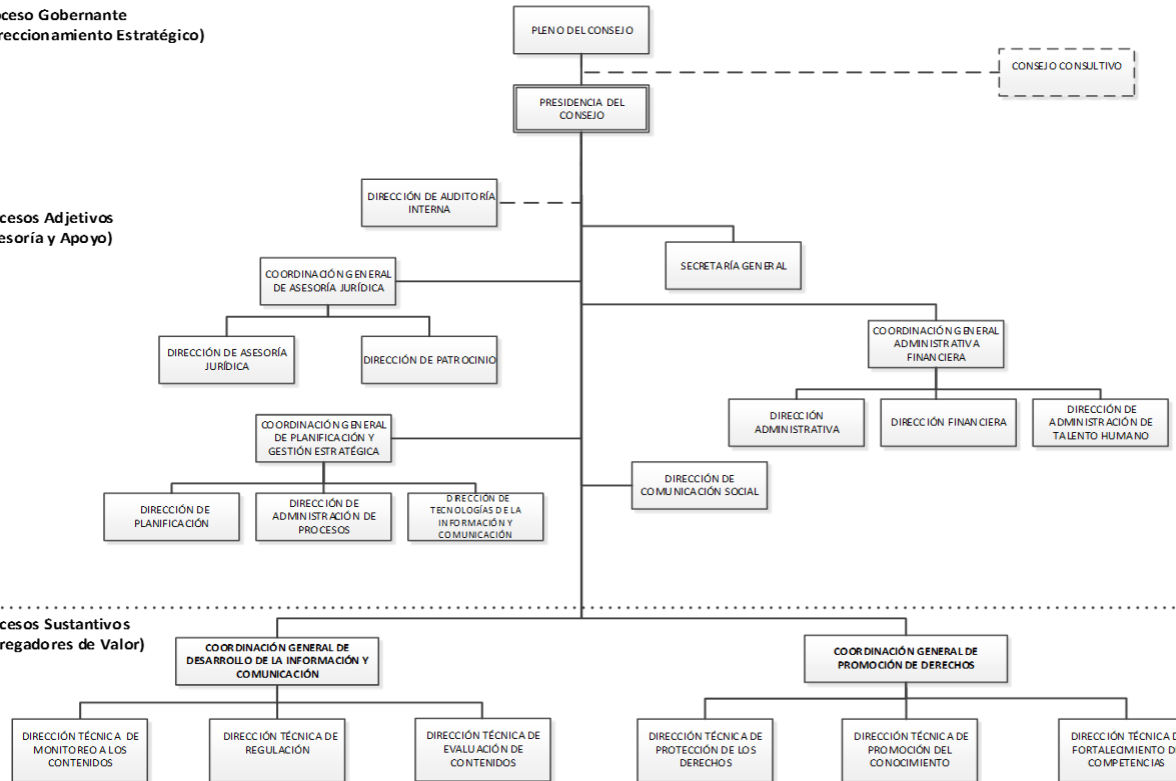 oceso Gobernante
reccionamiento Estratégico)
PLENO DEL CONSEJO
CONSEJO CONSULTIVO
PRESIDENCIA DEL
CONSEJO
DIRECCIÓN DE AUDITORÍA
INTERNA
cesos Adjetivos
esoría y Apoyo)
SECRETARÍA GENERAL
COORDINACIÓN GENERAL
DE ASESORÍA JURÍDICA
DIRECCIÓN DE ASESORÍA
JURÍDICA
DIRECCIÓN DE PATROCINIO
COORDINACIÓN GENERAL
ADMINISTRATIVA
FINANCIERA
DIRECCIÓN
ADMINISTRATIVA
DIRECCIÓN FINANCIERA
DIRECCIÓN DE
ADMINISTRACIÓN DE
TALENTO HUMANO
COORDINACIÓN GENERAL
DE PLANIFICACIÓN Y
GESTIÓN ESTRATÉGICA
DIRECCIÓN DE
COMUNICACIÓN SOCIAL
DIRECCIÓN DE
PLANIFICACIÓN
DIRECCIÓN DE
ADMINISTRACIÓN DE
PROCESOS
DIRECCIÓN DE
TECNOLOGÍAS DE LA
INFORMACIÓN Y
COMUNICACIÓN
cesos Sustantivos
regadores de Valor)
COORDINACIÓN GENERAL DE
DESARROLLO DE LA INFORMACIÓN Y
COMUNICACIÓN
COORDINACIÓN GENERAL DE
PROMOCIÓN DE DERECHOS
DIRECCIÓN TÉCNICA DE
MONITOREO A LOS
CONTENIDOS
DIRECCIÓN TÉCNICA DE
REGULACIÓN
DIRECCIÓN TÉCNICA DE
EVALUACIÓN DE
CONTENIDOS
DIRECCIÓN TÉCNICA DE
PROTECCIÓN DE LOS
DERECHOS
DIRECCIÓN TÉCNICA DE
PROMOCIÓN DEL
CONOCIMIENTO
DIRECCIÓN TÉCNICA D
FORTALECIMIENTO D
COMPETENCIAS